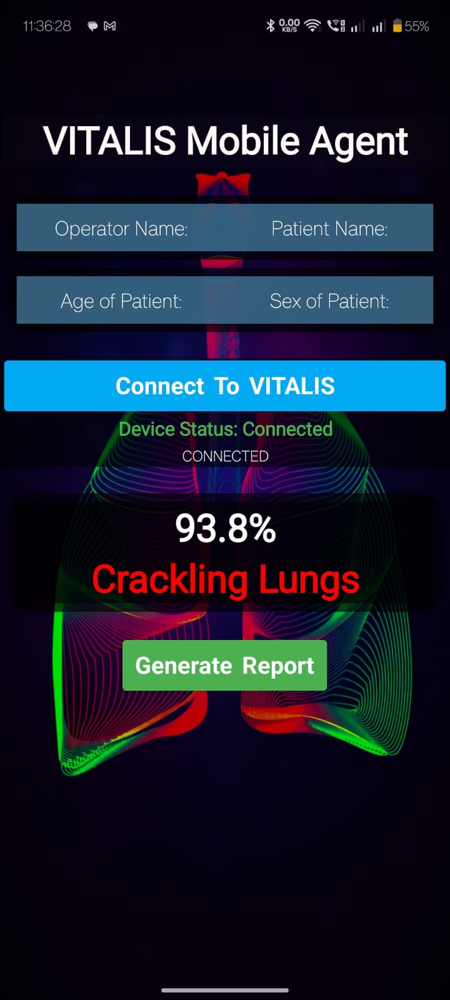 11:36:28 0.00 KB/S 55%
VITALIS Mobile Agent
Operator Name: Patient Name:
Age of Patient: Sex of Patient:
Connect To VITALIS
Device Status: Connected
CONNECTED
93.8%
Crackling Lungs
Generate Report